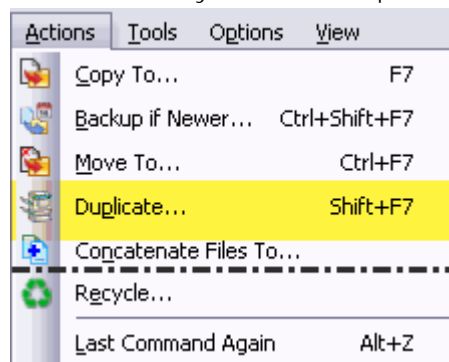 Actions Tools Options View
Copy To... F7
Backup if Newer... Ctrl+Shift+F7
Move To... Ctrl+F7
Duplicate... Shift+F7
Concatenate Files To...
Recycle...
Last Command Again Alt+Z